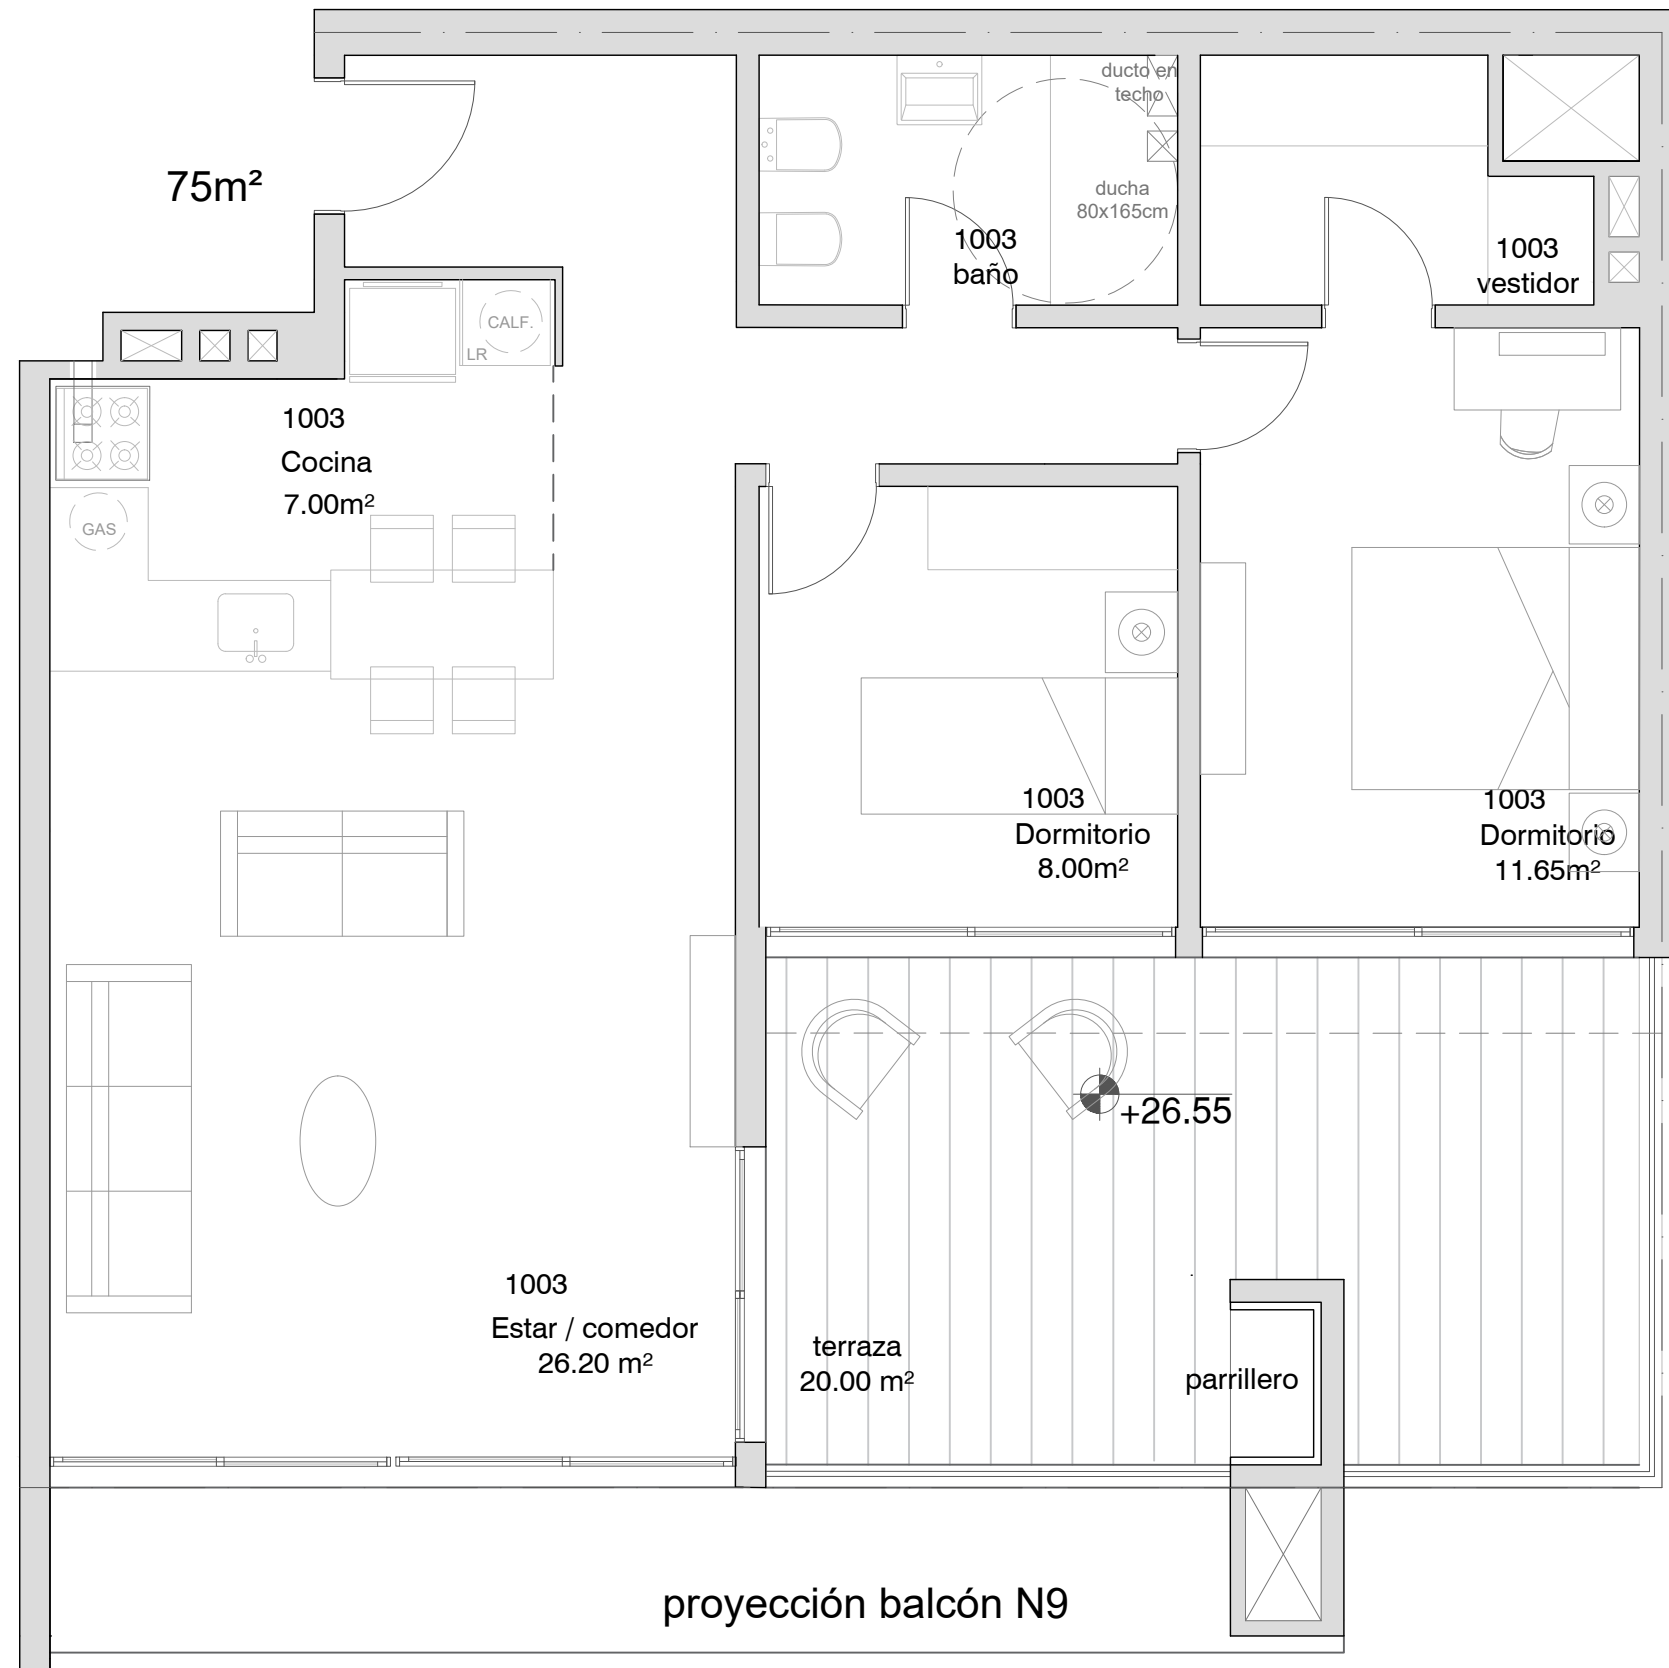 75m²
ducto en
techo
ducha
80x165cm
1003
baño
1003
vestidor
CALF.
LR
1003
Cocina
7.00m²
GAS
1003
Dormitorio
8.00m²
1003
Dormitorio
11.65m²
+26.55
1003
Estar / comedor
26.20 m²
terraza
20.00 m²
parrillero
proyección balcón N9